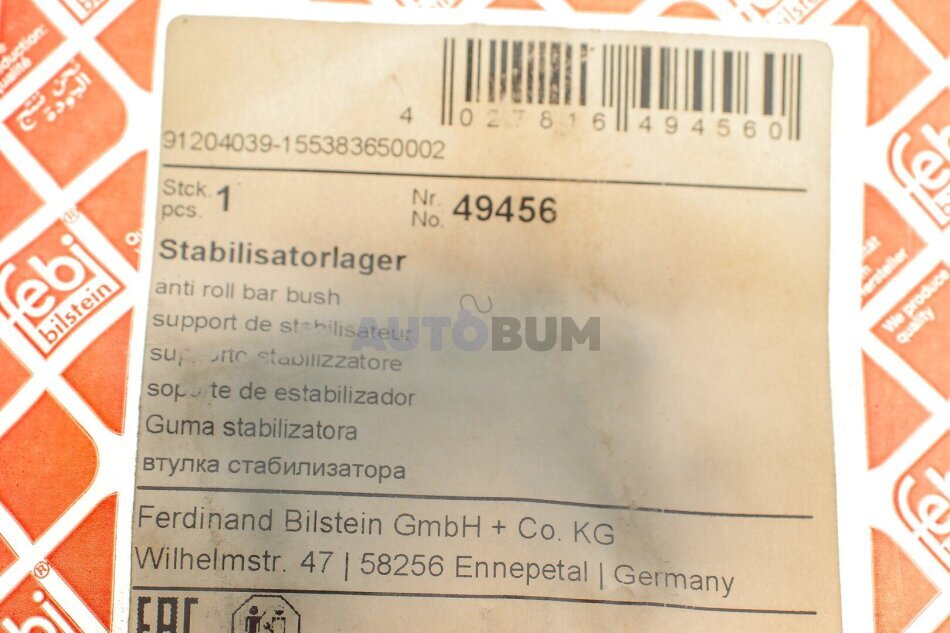 4 027816 494560
91204039-155383650002
Stck. 1 Nr. 49456
pcs. No.
Stabilisatorlager
anti roll bar bush
support de stabilisateur
supporto stabilizzatore
soporte de estabilizador
Guma stabilizatora
втулка стабилизатора
Ferdinand Bilstein GmbH + Co. KG
Wilhelmstr. 47 | 58256 Ennepetal | Germany
EAC
AUTOBUM
febi
bilstein
We produce
quality
febi